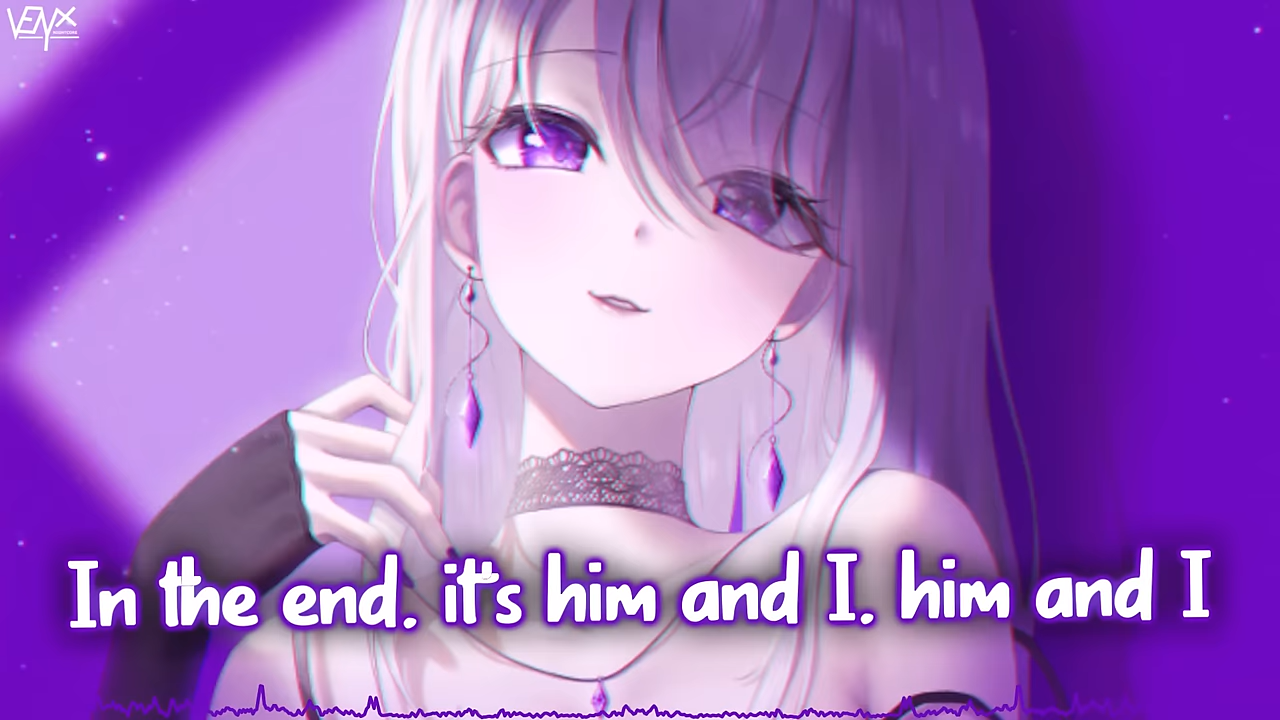 VENX
In the end. it's him and I. him and I